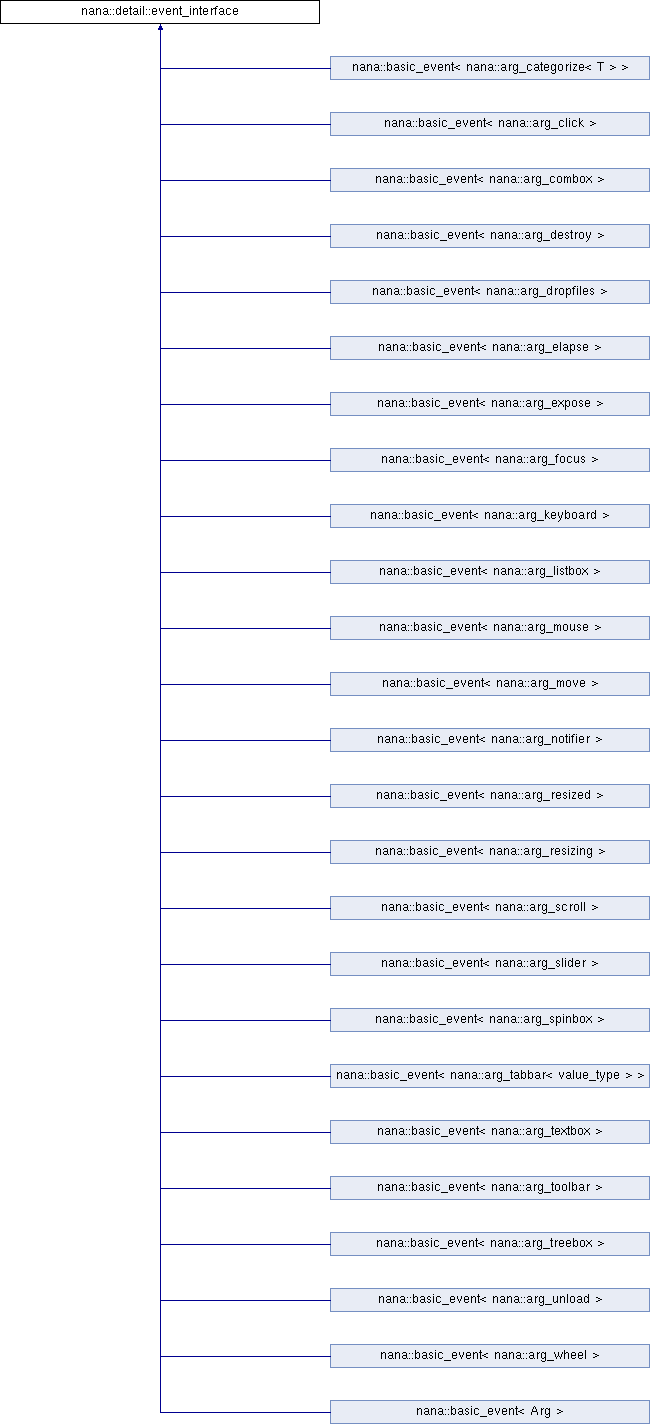 nana::detail::event_interface
nana::basic_event< nana::arg_categorize< T > >
nana::basic_event< nana::arg_click >
nana::basic_event< nana::arg_combox >
nana::basic_event< nana::arg_destroy >
nana::basic_event< nana::arg_dropfiles >
nana::basic_event< nana::arg_elapse >
nana::basic_event< nana::arg_expose >
nana::basic_event< nana::arg_focus >
nana::basic_event< nana::arg_keyboard >
nana::basic_event< nana::arg_listbox >
nana::basic_event< nana::arg_mouse >
nana::basic_event< nana::arg_move >
nana::basic_event< nana::arg_notifier >
nana::basic_event< nana::arg_resized >
nana::basic_event< nana::arg_resizing >
nana::basic_event< nana::arg_scroll >
nana::basic_event< nana::arg_slider >
nana::basic_event< nana::arg_spinbox >
nana::basic_event< nana::arg_tabbar< value_type > >
nana::basic_event< nana::arg_textbox >
nana::basic_event< nana::arg_toolbar >
nana::basic_event< nana::arg_treebox >
nana::basic_event< nana::arg_unload >
nana::basic_event< nana::arg_wheel >
nana::basic_event< Arg >